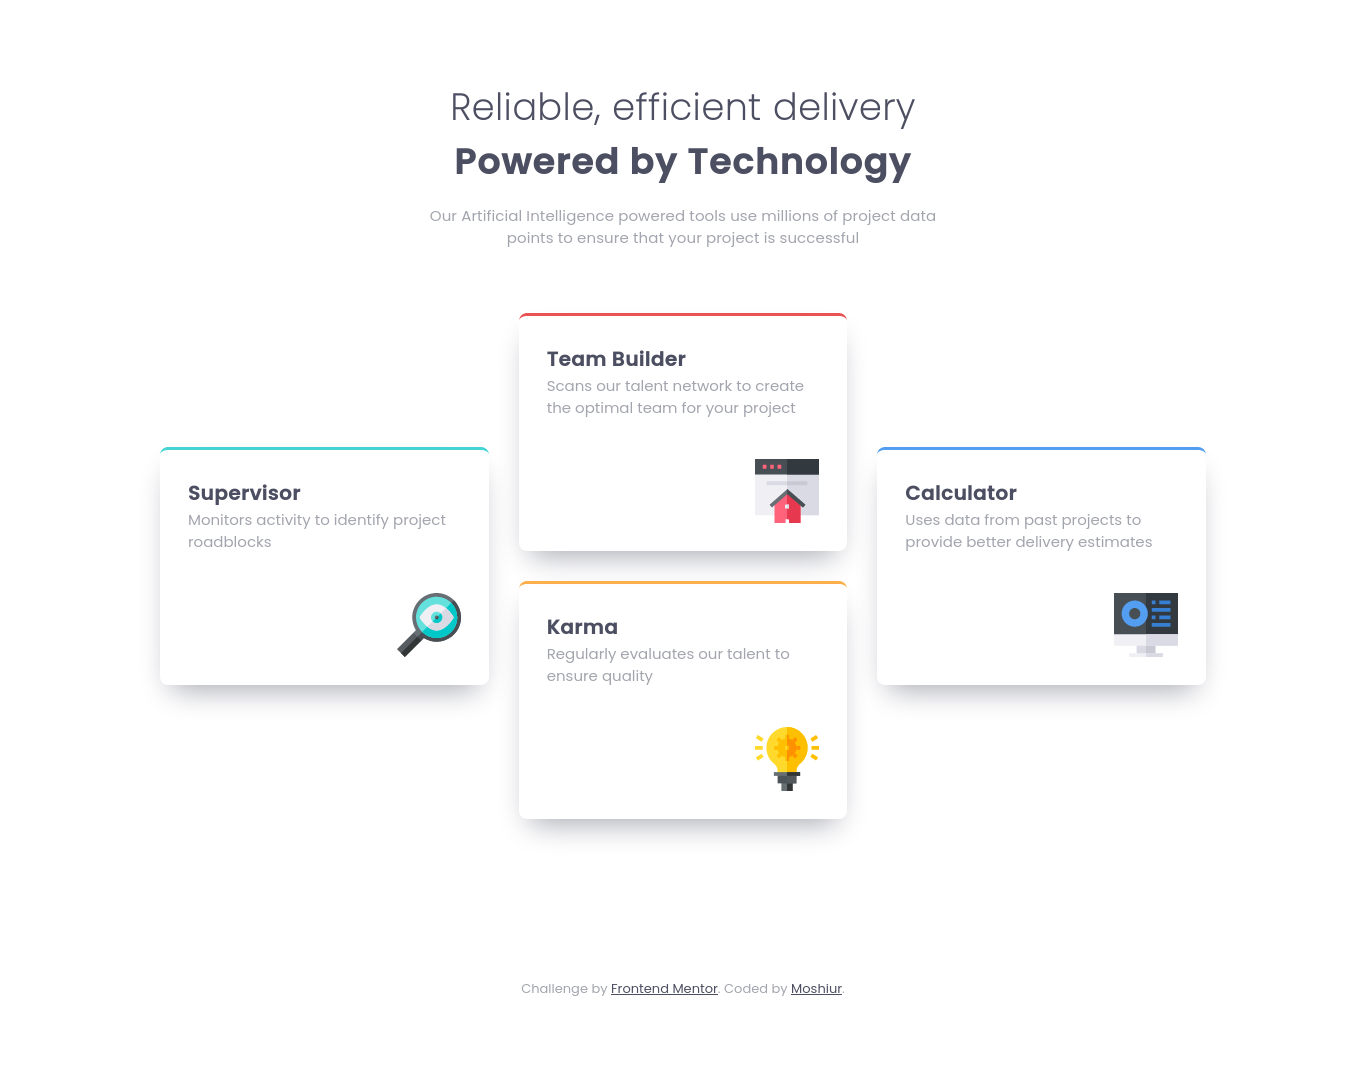 Reliable, efficient delivery
Powered by Technology
Our Artificial Intelligence powered tools use millions of project data
points to ensure that your project is successful
Supervisor
Monitors activity to identify project
roadblocks
Team Builder
Scans our talent network to create
the optimal team for your project
Karma
Regularly evaluates our talent to
ensure quality
Calculator
Uses data from past projects to
provide better delivery estimates
Challenge by Frontend Mentor. Coded by Moshiur.